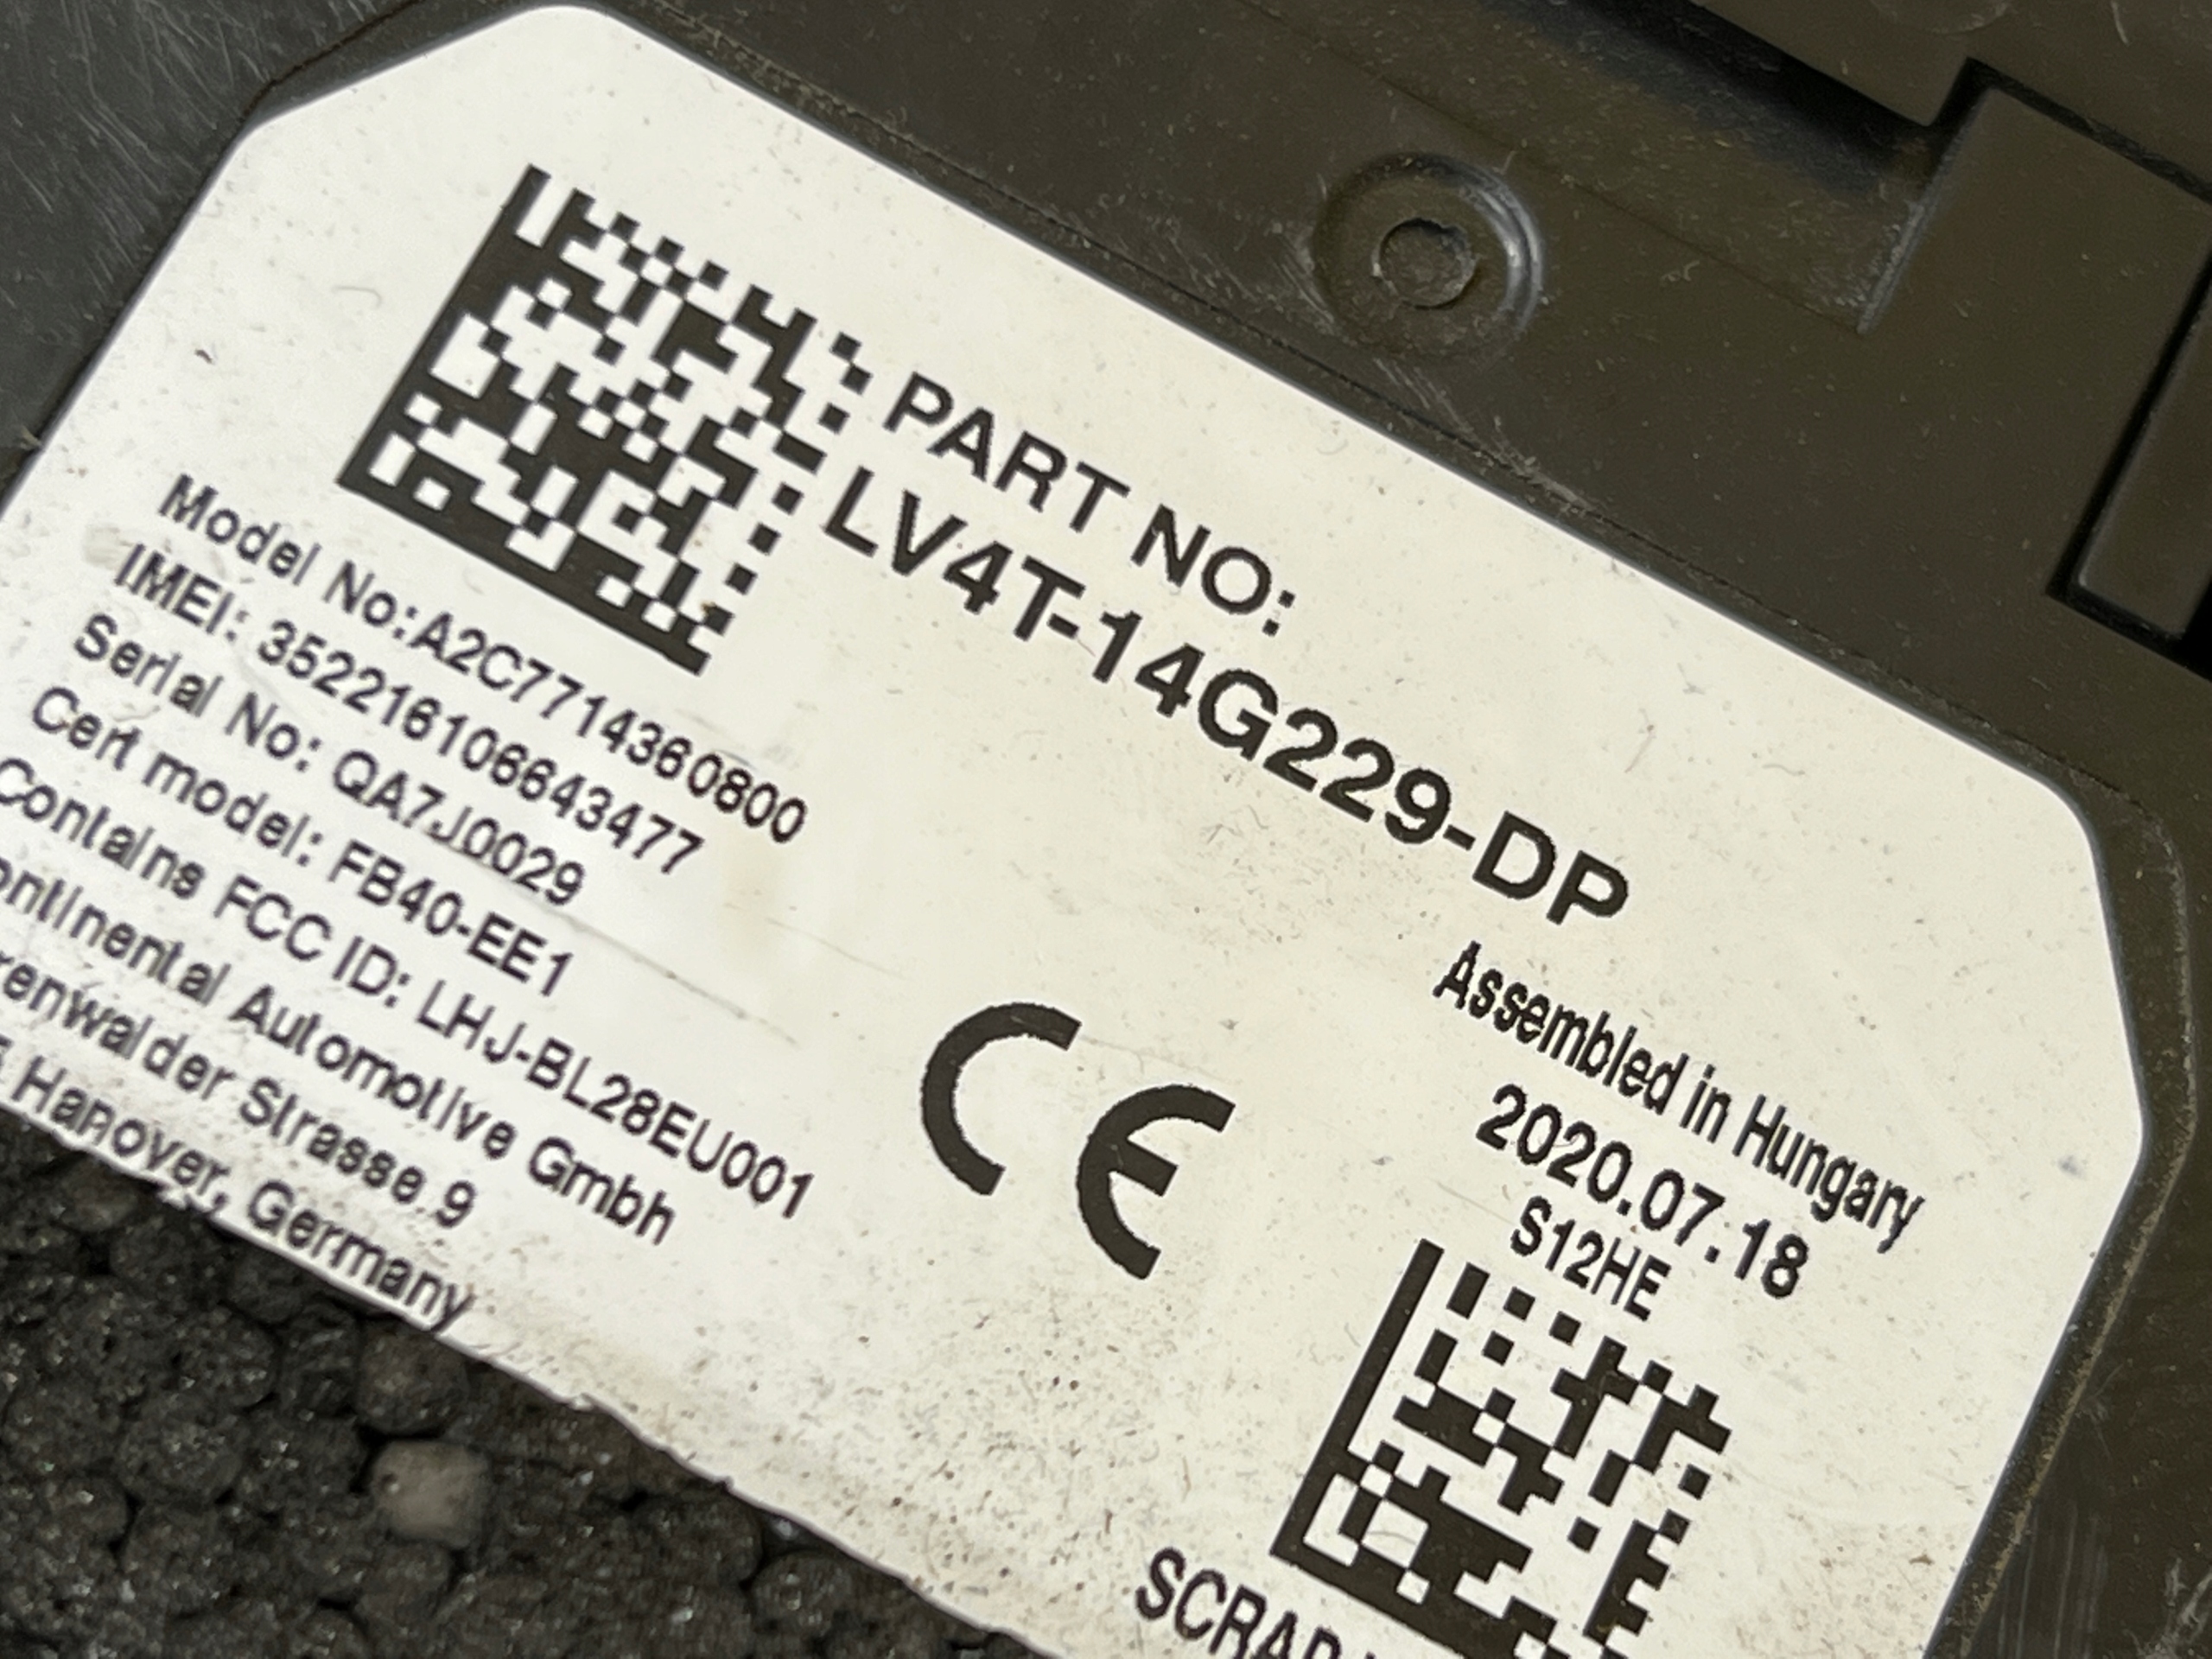 PART NO:
LV4T-14G229-DP
Model No:A2C7714360800
IMEI: 352216106643477
Serial No: QA7J0029
Cert model: FB40-EE1
Contains FCC ID: LHJ-BL28EU001
ontinental Automotive Gmbh
renwalder Strasse.9
Hanover, Germany
CE
Assembled in Hungary
2020.07.18
S12HE
SCRAP